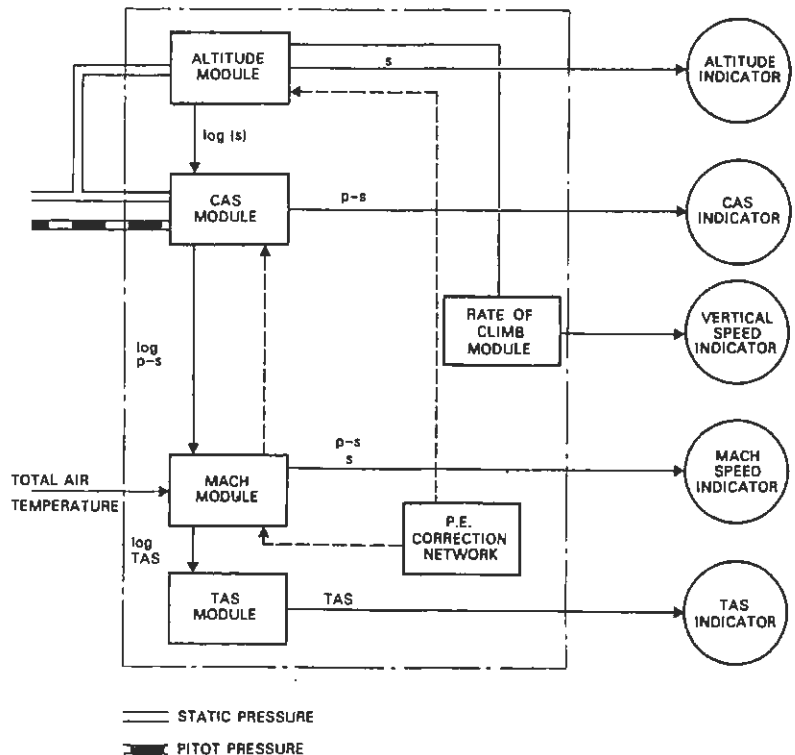 ALTITUDE
MODULE
s
ALTITUDE
INDICATOR
log (s)
CAS
MODULE
p-s
CAS
INDICATOR
RATE OF
CLIMB
MODULE
VERTICAL
SPEED
INDICATOR
log
p-s
MACH
MODULE
p-s
s
MACH
SPEED
INDICATOR
TOTAL AIR
TEMPERATURE
P.E.
CORRECTION
NETWORK
log
TAS
TAS
MODULE
TAS
TAS
INDICATOR
STATIC PRESSURE
PITOT PRESSURE